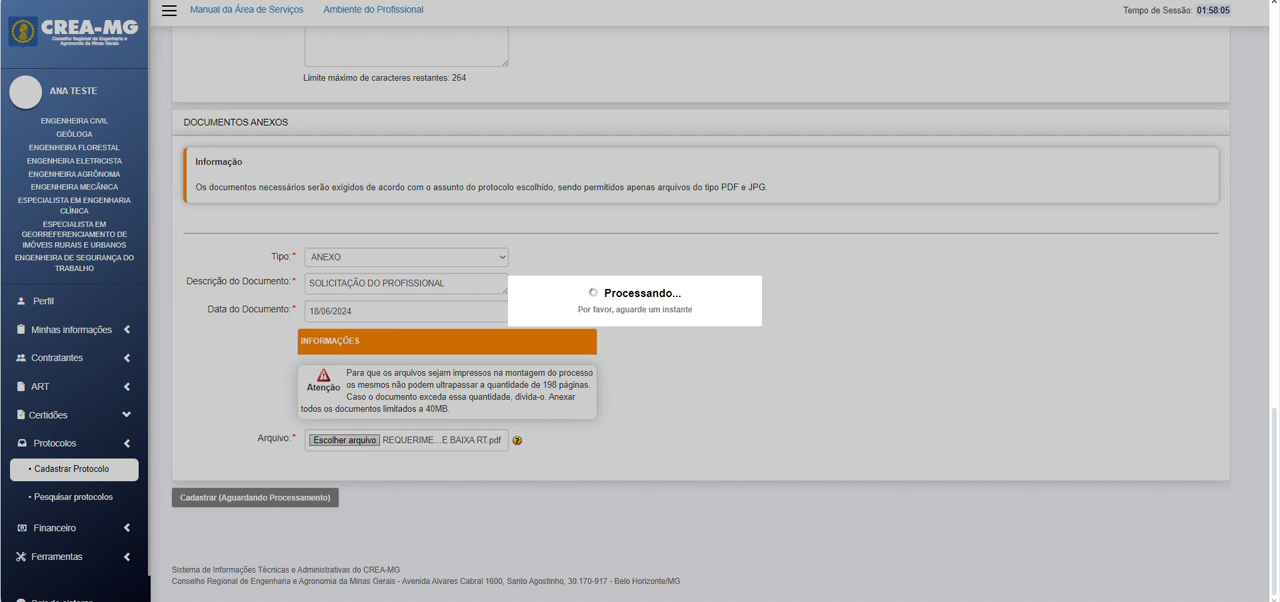 CREA-MG
Conselho Regional de Engenharia e
Agronomia de Minas Gerais
Manual da Área de Serviços
Ambiente do Profissional
Tempo de Sessão: 01:58:05
ANA TESTE
ENGENHEIRA CIVIL
GEÓLOGA
ENGENHEIRA FLORESTAL
ENGENHEIRA ELETRICISTA
ENGENHEIRA AGRÔNOMA
ENGENHEIRA MECÂNICA
ESPECIALISTA EM ENGENHARIA
CLÍNICA
ESPECIALISTA EM
GEORREFERENCIAMENTO DE
IMÓVEIS RURAIS E URBANOS
ENGENHEIRA DE SEGURANÇA DO
TRABALHO
Perfil
Minhas informações
Contratantes
ART
Certidões
Protocolos
• Cadastrar Protocolo
• Pesquisar protocolos
Financeiro
Ferramentas
Limite máximo de caracteres restantes: 264
DOCUMENTOS ANEXOS
Informação
Os documentos necessários serão exigidos de acordo com o assunto do protocolo escolhido, sendo permitidos apenas arquivos do tipo PDF e JPG.
Tipo:* ANEXO
Descrição do Documento:* SOLICITAÇÃO DO PROFISSIONAL
Data do Documento:* 18/06/2024
Processando...
Por favor, aguarde um instante
INFORMAÇÕES
Atenção
Para que os arquivos sejam impressos na montagem do processo
os mesmos não podem ultrapassar a quantidade de 198 páginas.
Caso o documento exceda essa quantidade, divida-o. Anexar
todos os documentos limitados a 40MB.
Arquivo:* Escolher arquivo REQUERIME...E BAIXA RT.pdf
Cadastrar (Aguardando Processamento)
Sistema de Informações Técnicas e Administrativas do CREA-MG
Conselho Regional de Engenharia e Agronomia da Minas Gerais - Avenida Alvares Cabral 1600, Santo Agostinho, 30.170-917 - Belo Horizonte/MG